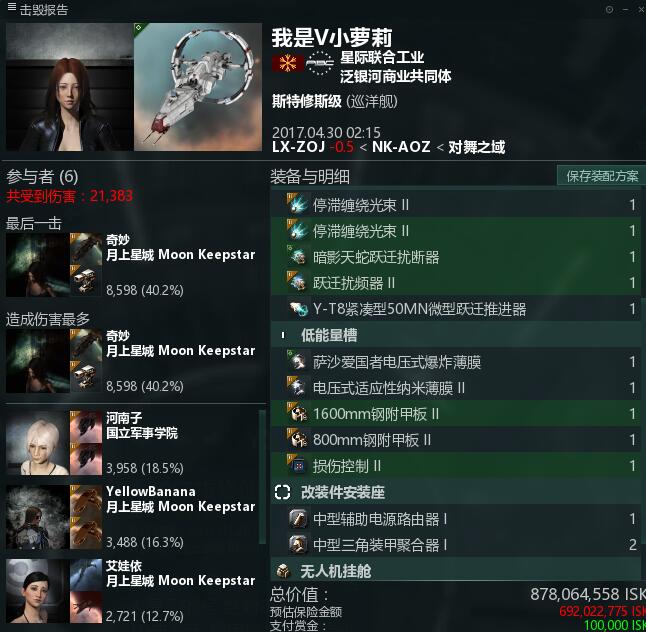 击毁报告
我是V小萝莉
星际联合工业
泛银河商业共同体
斯特修斯级 (巡洋舰)
2017.04.30 02:15
LX-ZOJ -0.5 < NK-AOZ < 对舞之域
参与者 (6)
共受到伤害：21,383
最后一击
奇妙
月上星城 Moon Keepstar
8,598 (40.2%)
造成伤害最多
奇妙
月上星城 Moon Keepstar
8,598 (40.2%)
河南子
国立军事学院
3,958 (18.5%)
YellowBanana
月上星城 Moon Keepstar
3,488 (16.3%)
艾娃依
月上星城 Moon Keepstar
2,721 (12.7%)
装备与明细
保存装配方案
停滞缠绕光束 II 1
停滞缠绕光束 II 1
暗影天蛇跃迁扰断器 1
跃迁扰频器 II 1
Y-T8紧凑型50MN微型跃迁推进器 1
低能量槽
萨沙爱国者电压式爆炸薄膜 1
电压式适应性纳米薄膜 II 1
1600mm钢附甲板 II 1
800mm钢附甲板 II 1
损伤控制 II 1
改装件安装座
中型辅助电源路由器 I 1
中型三角装甲聚合器 I 2
无人机挂舱
总价值： 878,064,558 ISK
预估保险金额 692,022,775 ISK
支付赏金： 100,000 ISK